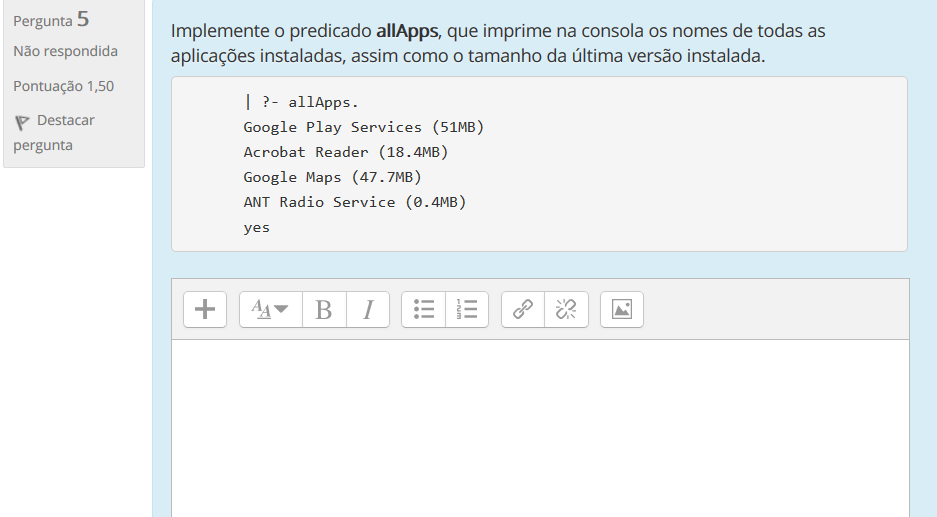 Pergunta 5
Não respondida
Pontuação 1,50
Destacar
pergunta
Implemente o predicado allApps, que imprime na consola os nomes de todas as
aplicações instaladas, assim como o tamanho da última versão instalada.
| ?- allApps.
Google Play Services (51MB)
Acrobat Reader (18.4MB)
Google Maps (47.7MB)
ANT Radio Service (0.4MB)
yes